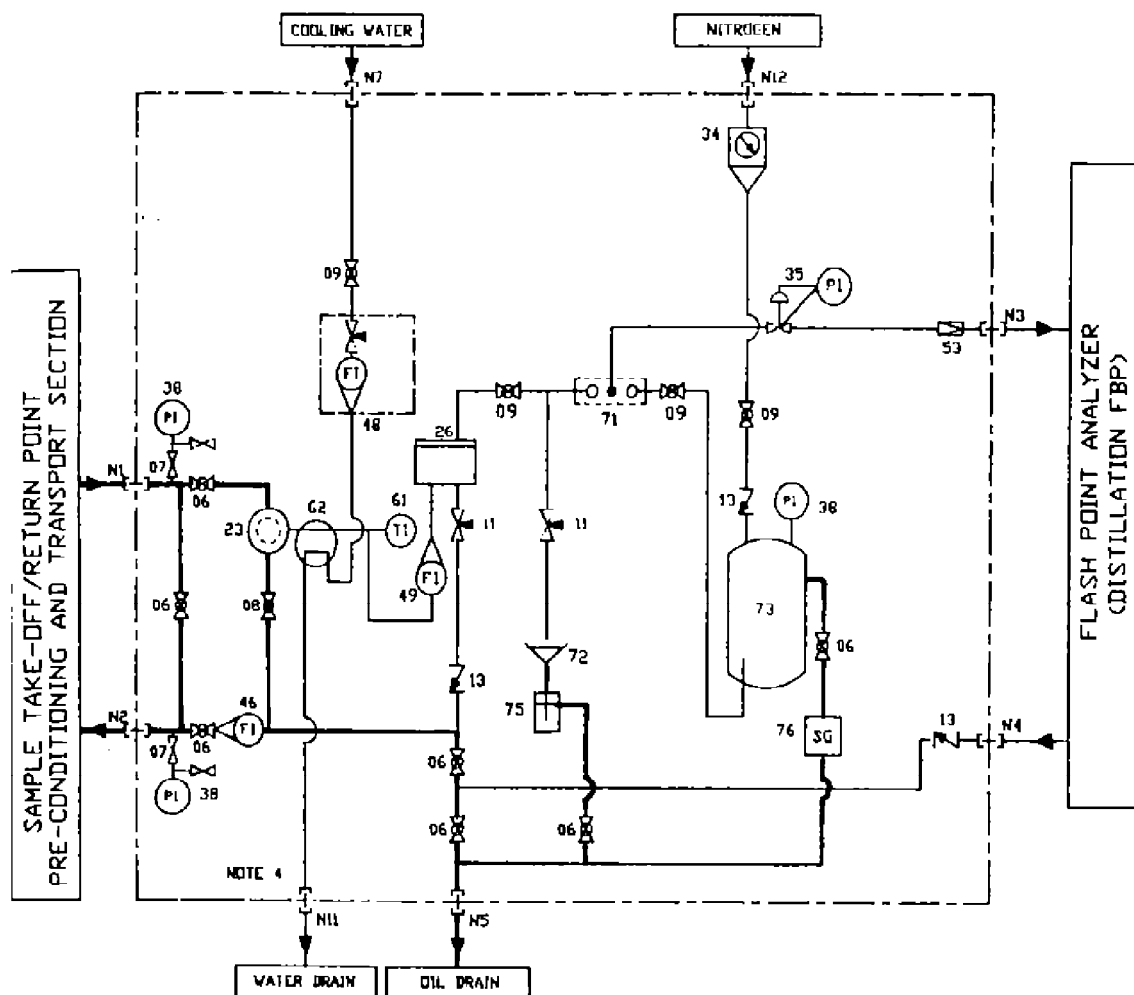 COOLING WATER
NITROGEN
N7
N12
34
09
35
PI
N3
53
FI
48
38
PI
09
71
09
09
26
07
N1
06
23
62
61
TI
11
11
13
PI
38
FI
49
06
08
73
06
72
13
75
76
SG
13
N4
N2
07
06
46
FI
PI
38
06
06
06
NOTE 4
N11
N5
WATER DRAIN
OIL DRAIN
SAMPLE TAKE-OFF/RETURN POINT
PRE-CONDITIONING AND TRANSPORT SECTION
FLASH POINT ANALYZER
(DISTILLATION FBP)